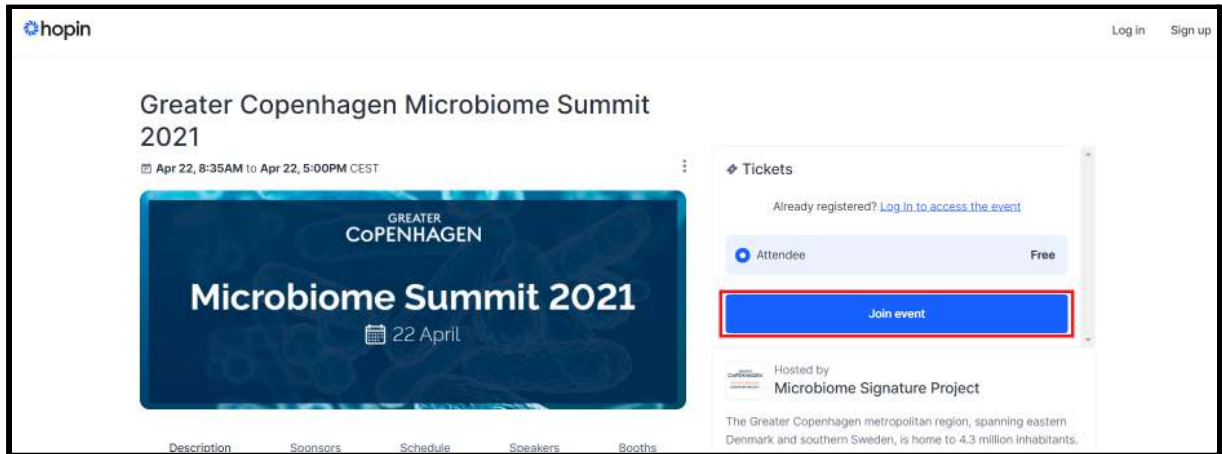 hopin
Log in Sign up
Greater Copenhagen Microbiome Summit
2021
Apr 22, 8:35AM to Apr 22, 5:00PM CEST
GREATER
COPENHAGEN
Microbiome Summit 2021
22 April
Description Sponsors Schedule Speakers Booths
Tickets
Already registered? Log in to access the event
Attendee Free
Join event
Hosted by
Microbiome Signature Project
The Greater Copenhagen metropolitan region, spanning eastern
Denmark and southern Sweden, is home to 4.3 million inhabitants.